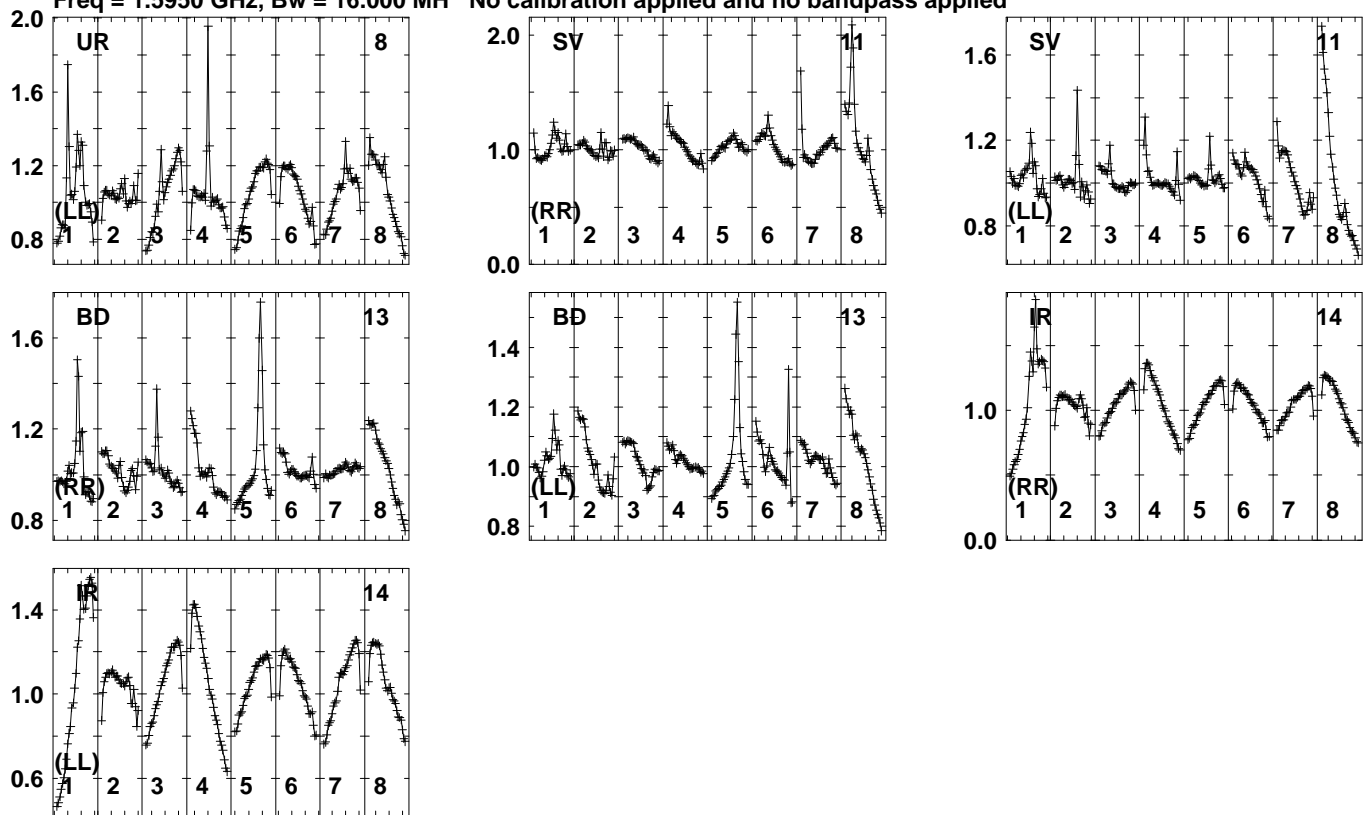 Freq = 1.5950 GHz, Bw = 16.000 MH No calibration applied and no bandpass applied
2.0
1.6
1.2
0.8
UR
8
(LL)
1 2 3 4 5 6 7 8
2.0
1.0
0.0
SV
11
(RR)
1 2 3 4 5 6 7 8
1.6
1.2
0.8
SV
11
(LL)
1 2 3 4 5 6 7 8
1.6
1.2
0.8
BD
13
(RR)
1 2 3 4 5 6 7 8
1.4
1.2
1.0
0.8
BD
13
(LL)
1 2 3 4 5 6 7 8
1.0
0.0
IR
14
(RR)
1 2 3 4 5 6 7 8
1.4
1.0
0.6
IR
14
(LL)
1 2 3 4 5 6 7 8